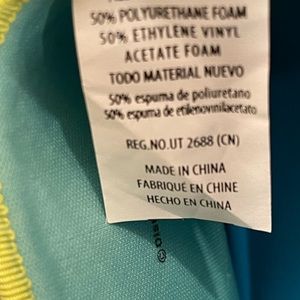 50% POLYURETHANE FOAM
50% ETHYLENE VINYL
ACETATE FOAM
TODO MATERIAL NUEVO
50% espuma de poliuretano
50% espuma de etilenovinilacetato
REG.NO.UT 2688 (CN)
MADE IN CHINA
FABRIQUÉ EN CHINE
HECHO EN CHINA